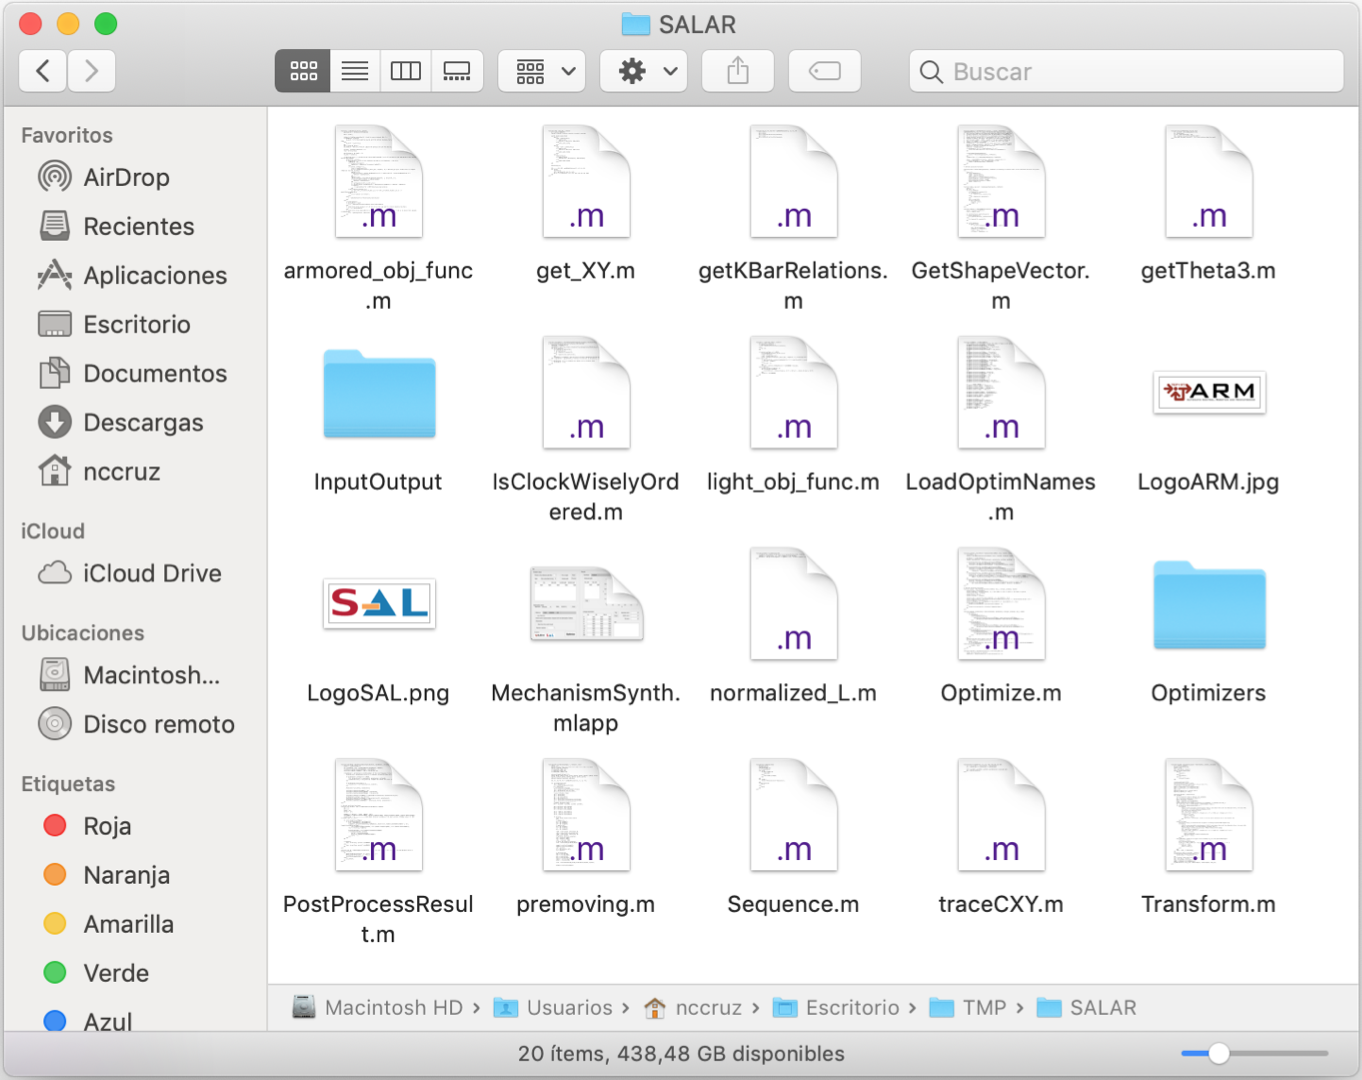 SALAR
Buscar
Favoritos
AirDrop
Recientes
Aplicaciones
Escritorio
Documentos
Descargas
nccruz
iCloud
iCloud Drive
Ubicaciones
Macintosh...
Disco remoto
Etiquetas
Roja
Naranja
Amarilla
Verde
Azul
.m .m .m .m .m
armored_obj_func get_XY.m getKBarRelations. GetShapeVector. getTheta3.m
.m m m
.m .m .m ARM
InputOutput IsClockWiselyOrd light_obj_func.m LoadOptimNames LogoARM.jpg
ered.m .m
SAL .m .m
LogoSAL.png MechanismSynth. normalized_L.m Optimize.m Optimizers
mlapp
.m .m .m .m .m
PostProcessResul premoving.m Sequence.m traceCXY.m Transform.m
t.m
Macintosh HD › Usuarios › nccruz › Escritorio › TMP › SALAR
20 ítems, 438,48 GB disponibles